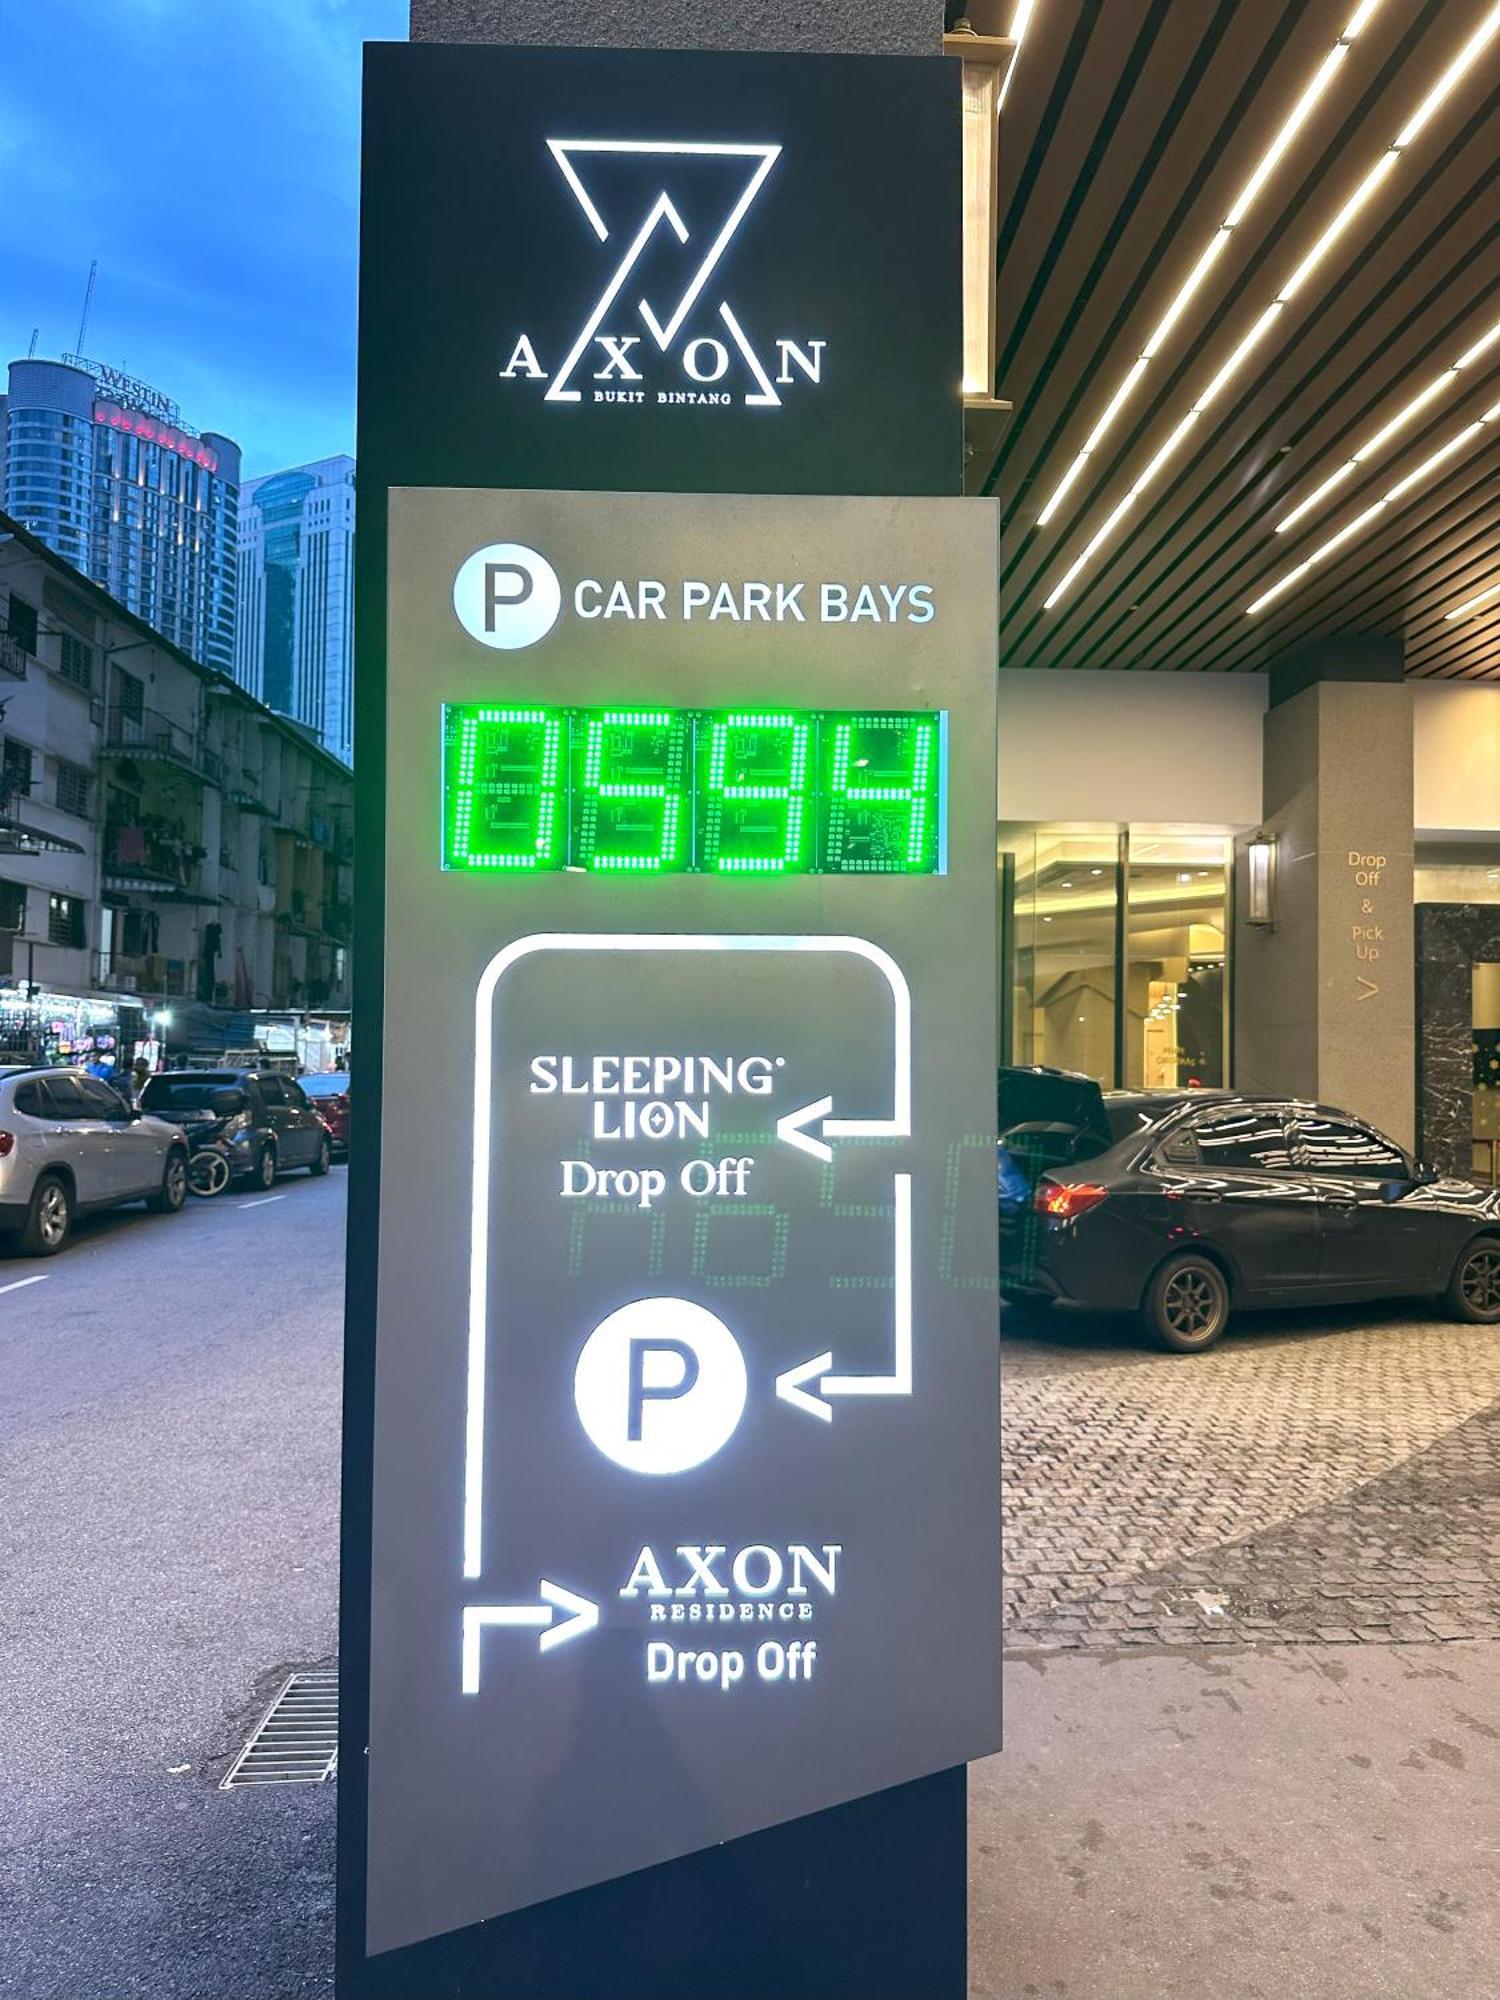 AXON
BUKIT BINTANG
WESTIN
P CAR PARK BAYS
0594
Drop
Off
&
Pick
Up
>
SLEEPING
LION
Drop Off
P
AXON
RESIDENCE
Drop Off